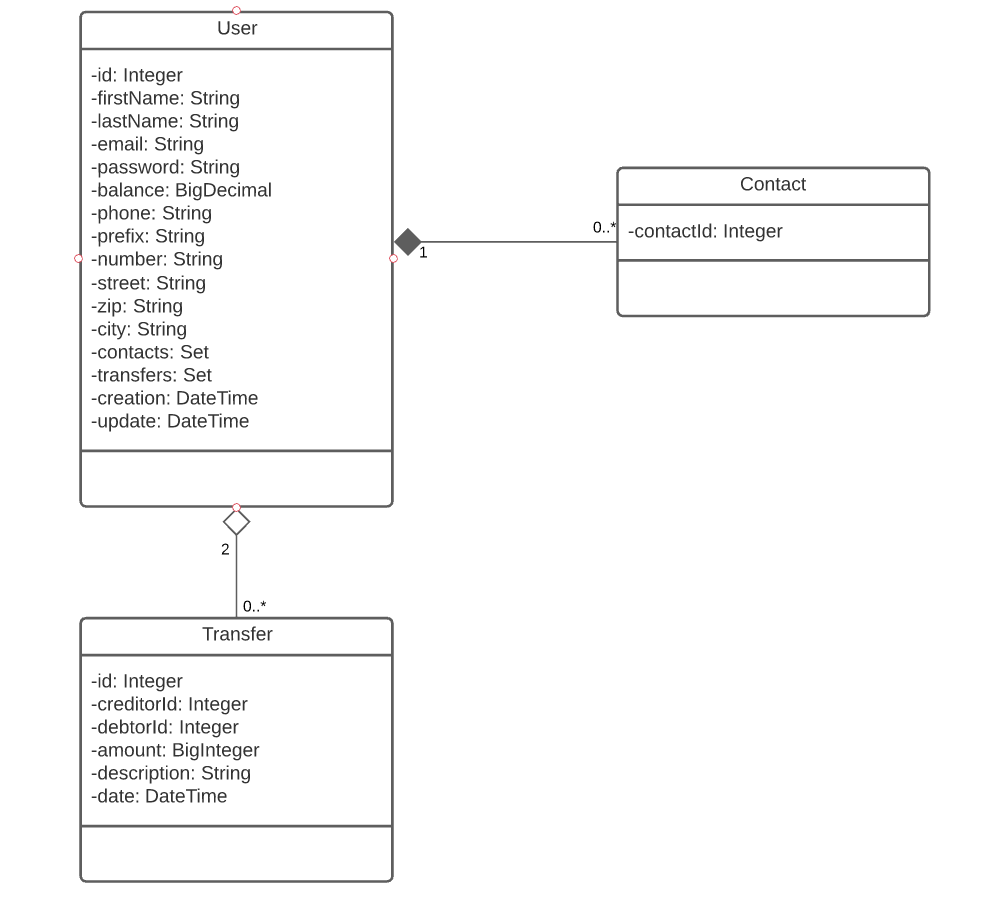 User
-id: Integer
-firstName: String
-lastName: String
-email: String
-password: String
-balance: BigDecimal
-phone: String
-prefix: String
-number: String
-street: String
-zip: String
-city: String
-contacts: Set
-transfers: Set
-creation: DateTime
-update: DateTime
1
0..*
Contact
-contactId: Integer
2
0..*
Transfer
-id: Integer
-creditorId: Integer
-debtorId: Integer
-amount: BigInteger
-description: String
-date: DateTime